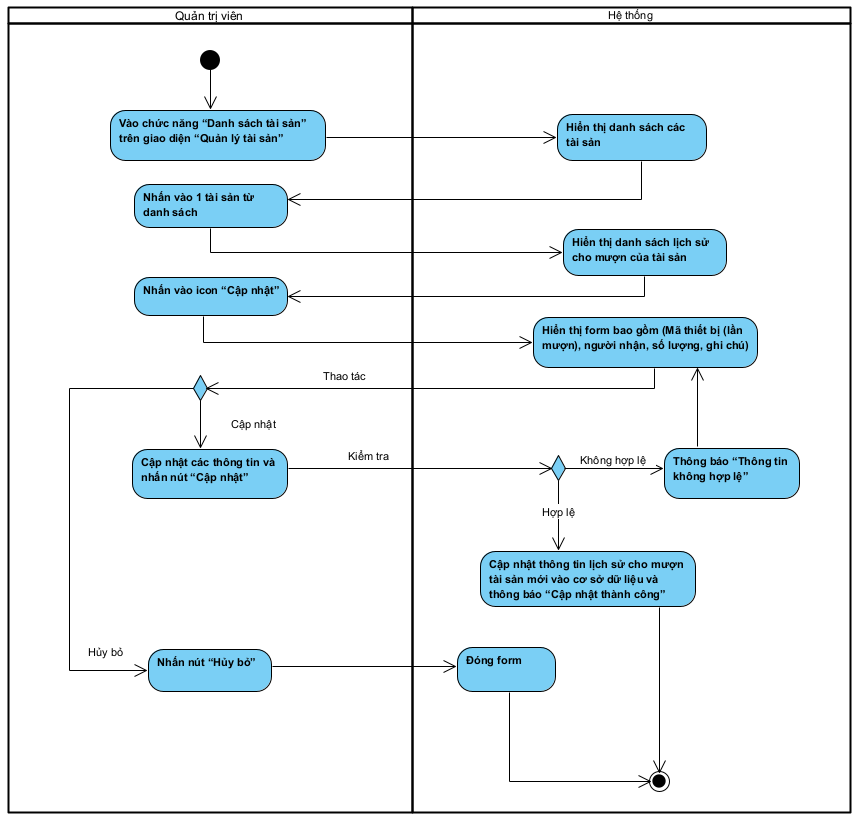 Quản trị viên
Hệ thống
Vào chức năng “Danh sách tài sản”
trên giao diện “Quản lý tài sản”
Hiển thị danh sách các
tài sản
Nhấn vào 1 tài sản từ
danh sách
Hiển thị danh sách lịch sử
cho mượn của tài sản
Nhấn vào icon “Cập nhật”
Hiển thị form bao gồm (Mã thiết bị (lần
mượn), người nhận, số lượng, ghi chú)
Thao tác
Cập nhật
Cập nhật các thông tin và
nhấn nút “Cập nhật”
Kiểm tra
Không hợp lệ
Thông báo “Thông tin
không hợp lệ”
Hợp lệ
Cập nhật thông tin lịch sử cho mượn
tài sản mới vào cơ sở dữ liệu và
thông báo “Cập nhật thành công”
Hủy bỏ
Nhấn nút “Hủy bỏ”
Đóng form